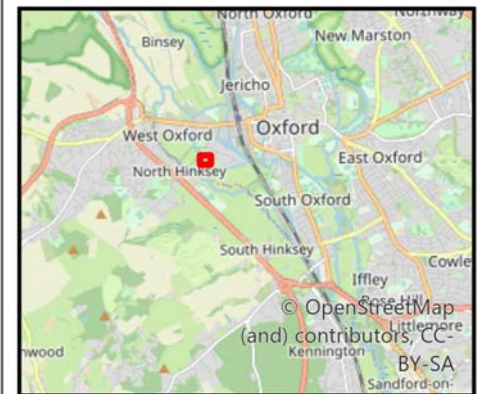 North Oxford
Northway
Binsey
New Marston
Jericho
West Oxford
Oxford
East Oxford
North Hinksey
South Oxford
South Hinksey
Cowle
Iffley
© OpenStreetMap
Rose Hill
(and) contributors, CC-
Littlemore
nwood
Kennington
BY-SA
Sandford-on-